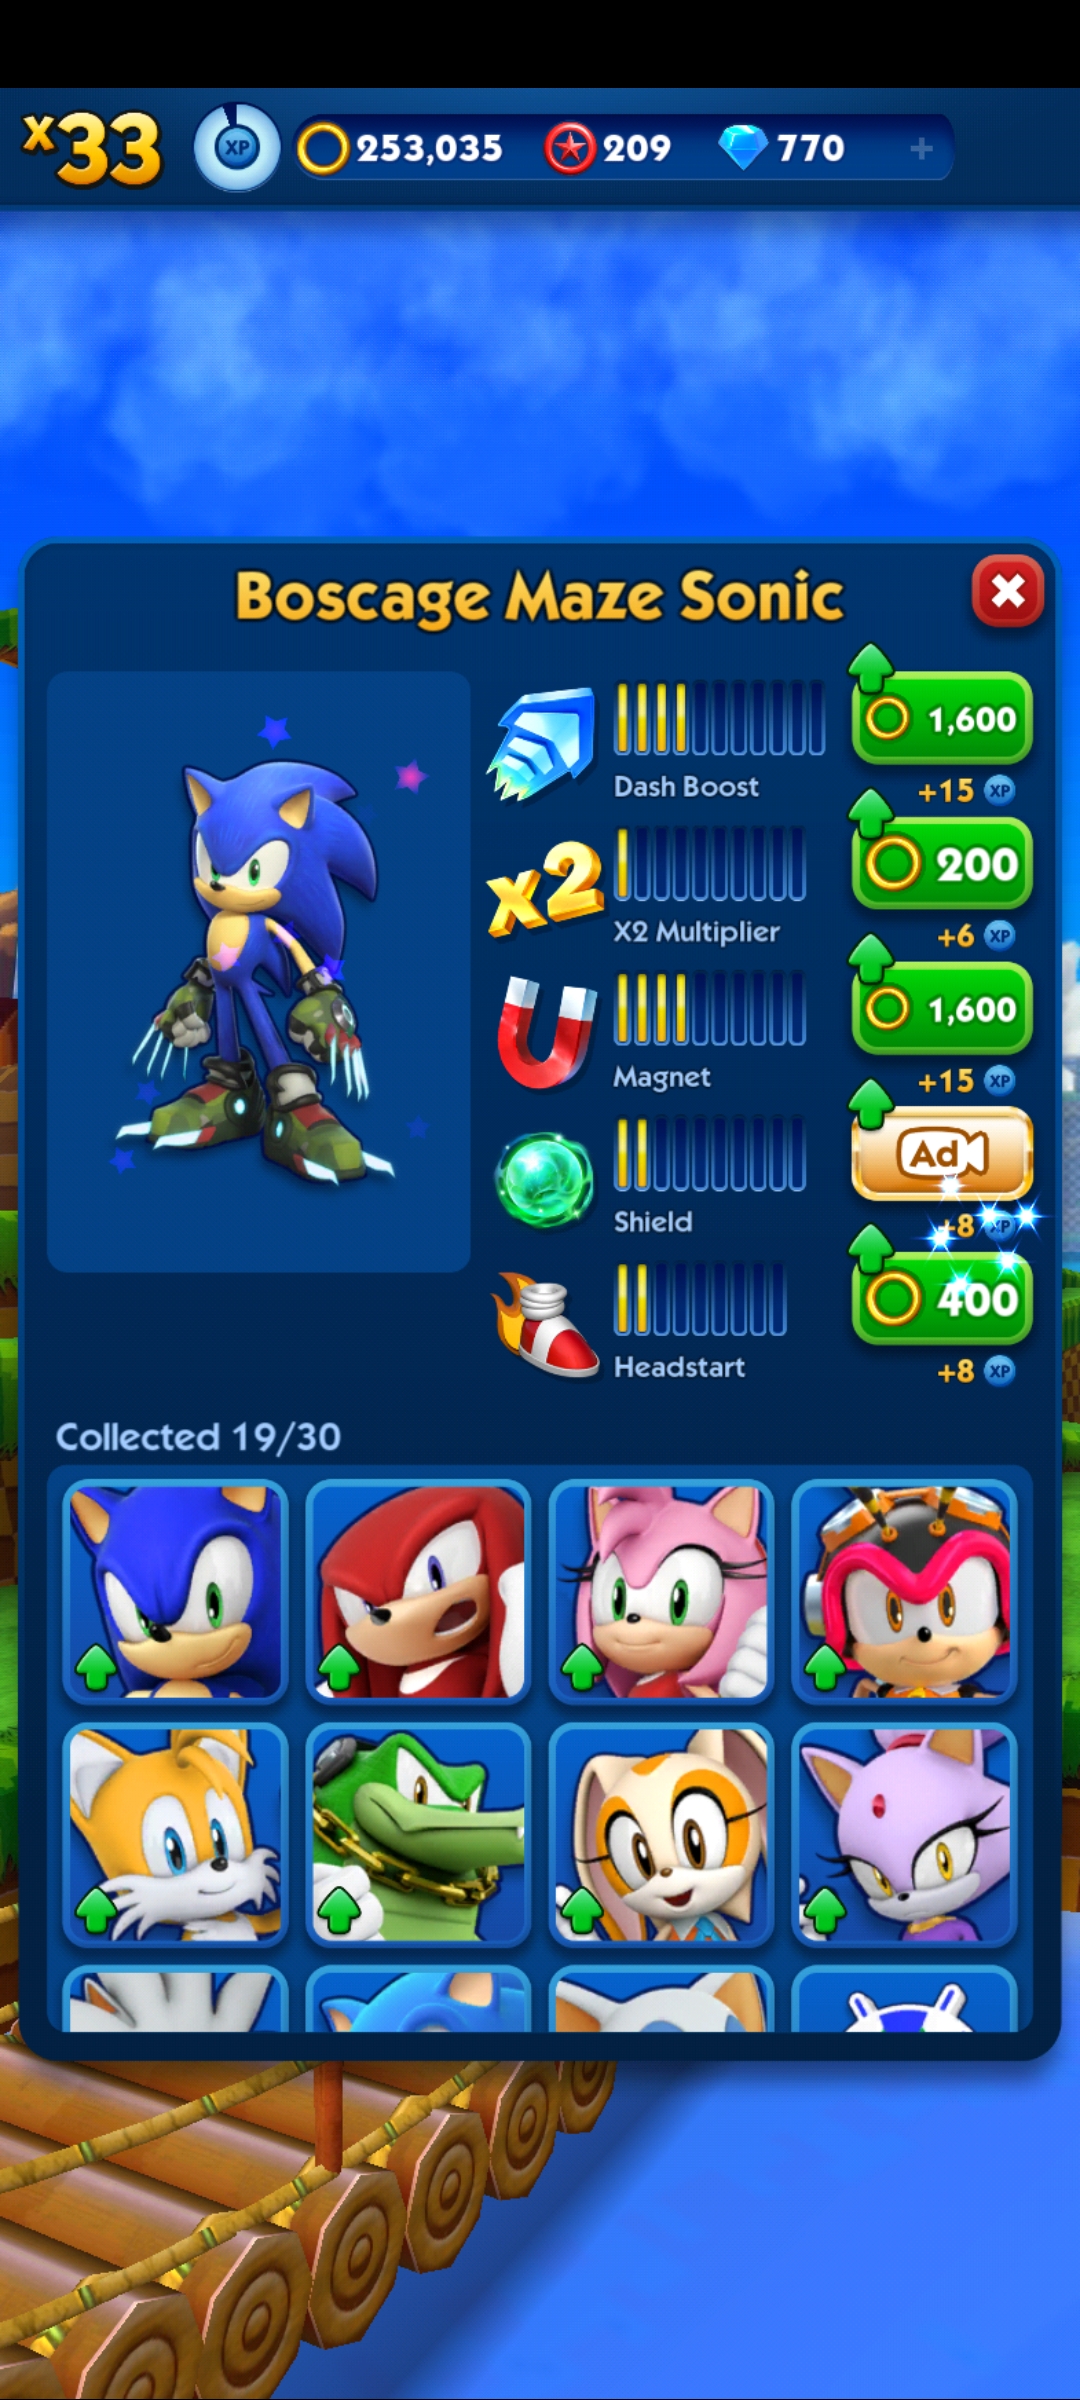 x33 XP 253,035 209 770 +
Boscage Maze Sonic
1,600
Dash Boost
+15 XP
x2
200
X2 Multiplier
+6 XP
1,600
Magnet
+15 XP
Ad
Shield
+8 XP
400
Headstart
+8 XP
Collected 19/30